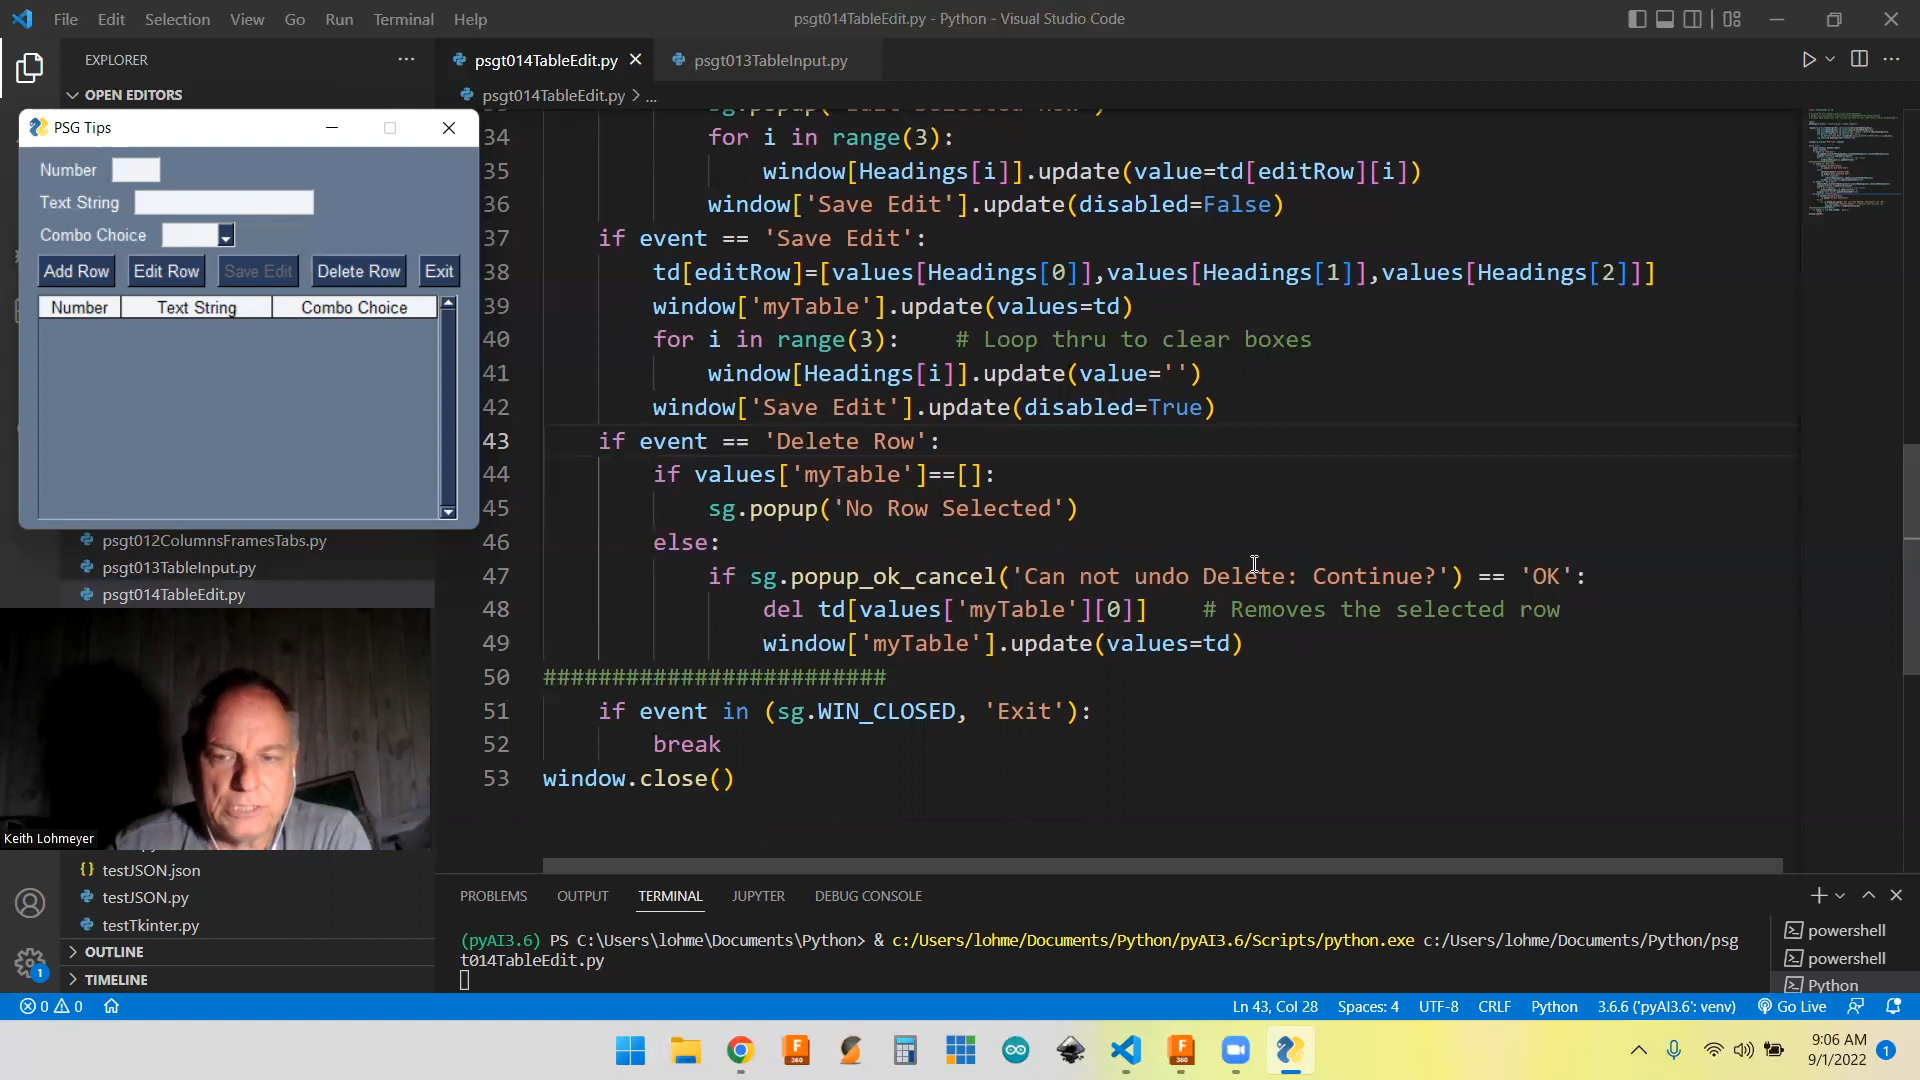 File Edit Selection View Go Run Terminal Help
psgt014TableEdit.py - Python - Visual Studio Code
EXPLORER
OPEN EDITORS
psgt014TableEdit.py
psgt013TableInput.py
psgt014TableEdit.py > ...
PSG Tips
Number
Text String
Combo Choice
Add Row Edit Row Save Edit Delete Row Exit
Number Text String Combo Choice
psgt012ColumnsFramesTabs.py
psgt013TableInput.py
psgt014TableEdit.py
Keith Lohmeyer
testJSON.json
testJSON.py
testTkinter.py
OUTLINE
TIMELINE
34 for i in range(3):
35 window[Headings[i]].update(value=td[editRow][i])
36 window['Save Edit'].update(disabled=False)
37 if event == 'Save Edit':
38 td[editRow]=[values[Headings[0]],values[Headings[1]],values[Headings[2]]]
39 window['myTable'].update(values=td)
40 for i in range(3): # Loop thru to clear boxes
41 window[Headings[i]].update(value='')
42 window['Save Edit'].update(disabled=True)
43 if event == 'Delete Row':
44 if values['myTable']==[]:
45 sg.popup('No Row Selected')
46 else:
47 if sg.popup_ok_cancel('Can not undo Delete: Continue?') == 'OK':
48 del td[values['myTable'][0]] # Removes the selected row
49 window['myTable'].update(values=td)
50 #########################
51 if event in (sg.WIN_CLOSED, 'Exit'):
52 break
53 window.close()
PROBLEMS OUTPUT TERMINAL JUPYTER DEBUG CONSOLE
(pyAI3.6) PS C:\Users\lohme\Documents\Python> & c:/Users/lohme/Documents/Python/pyAI3.6/Scripts/python.exe c:/Users/lohme/Documents/Python/psg
t014TableEdit.py
powershell
powershell
Python
0 0
Ln 43, Col 28 Spaces: 4 UTF-8 CRLF Python 3.6.6 ('pyAI3.6': venv) Go Live
9:06 AM
9/1/2022